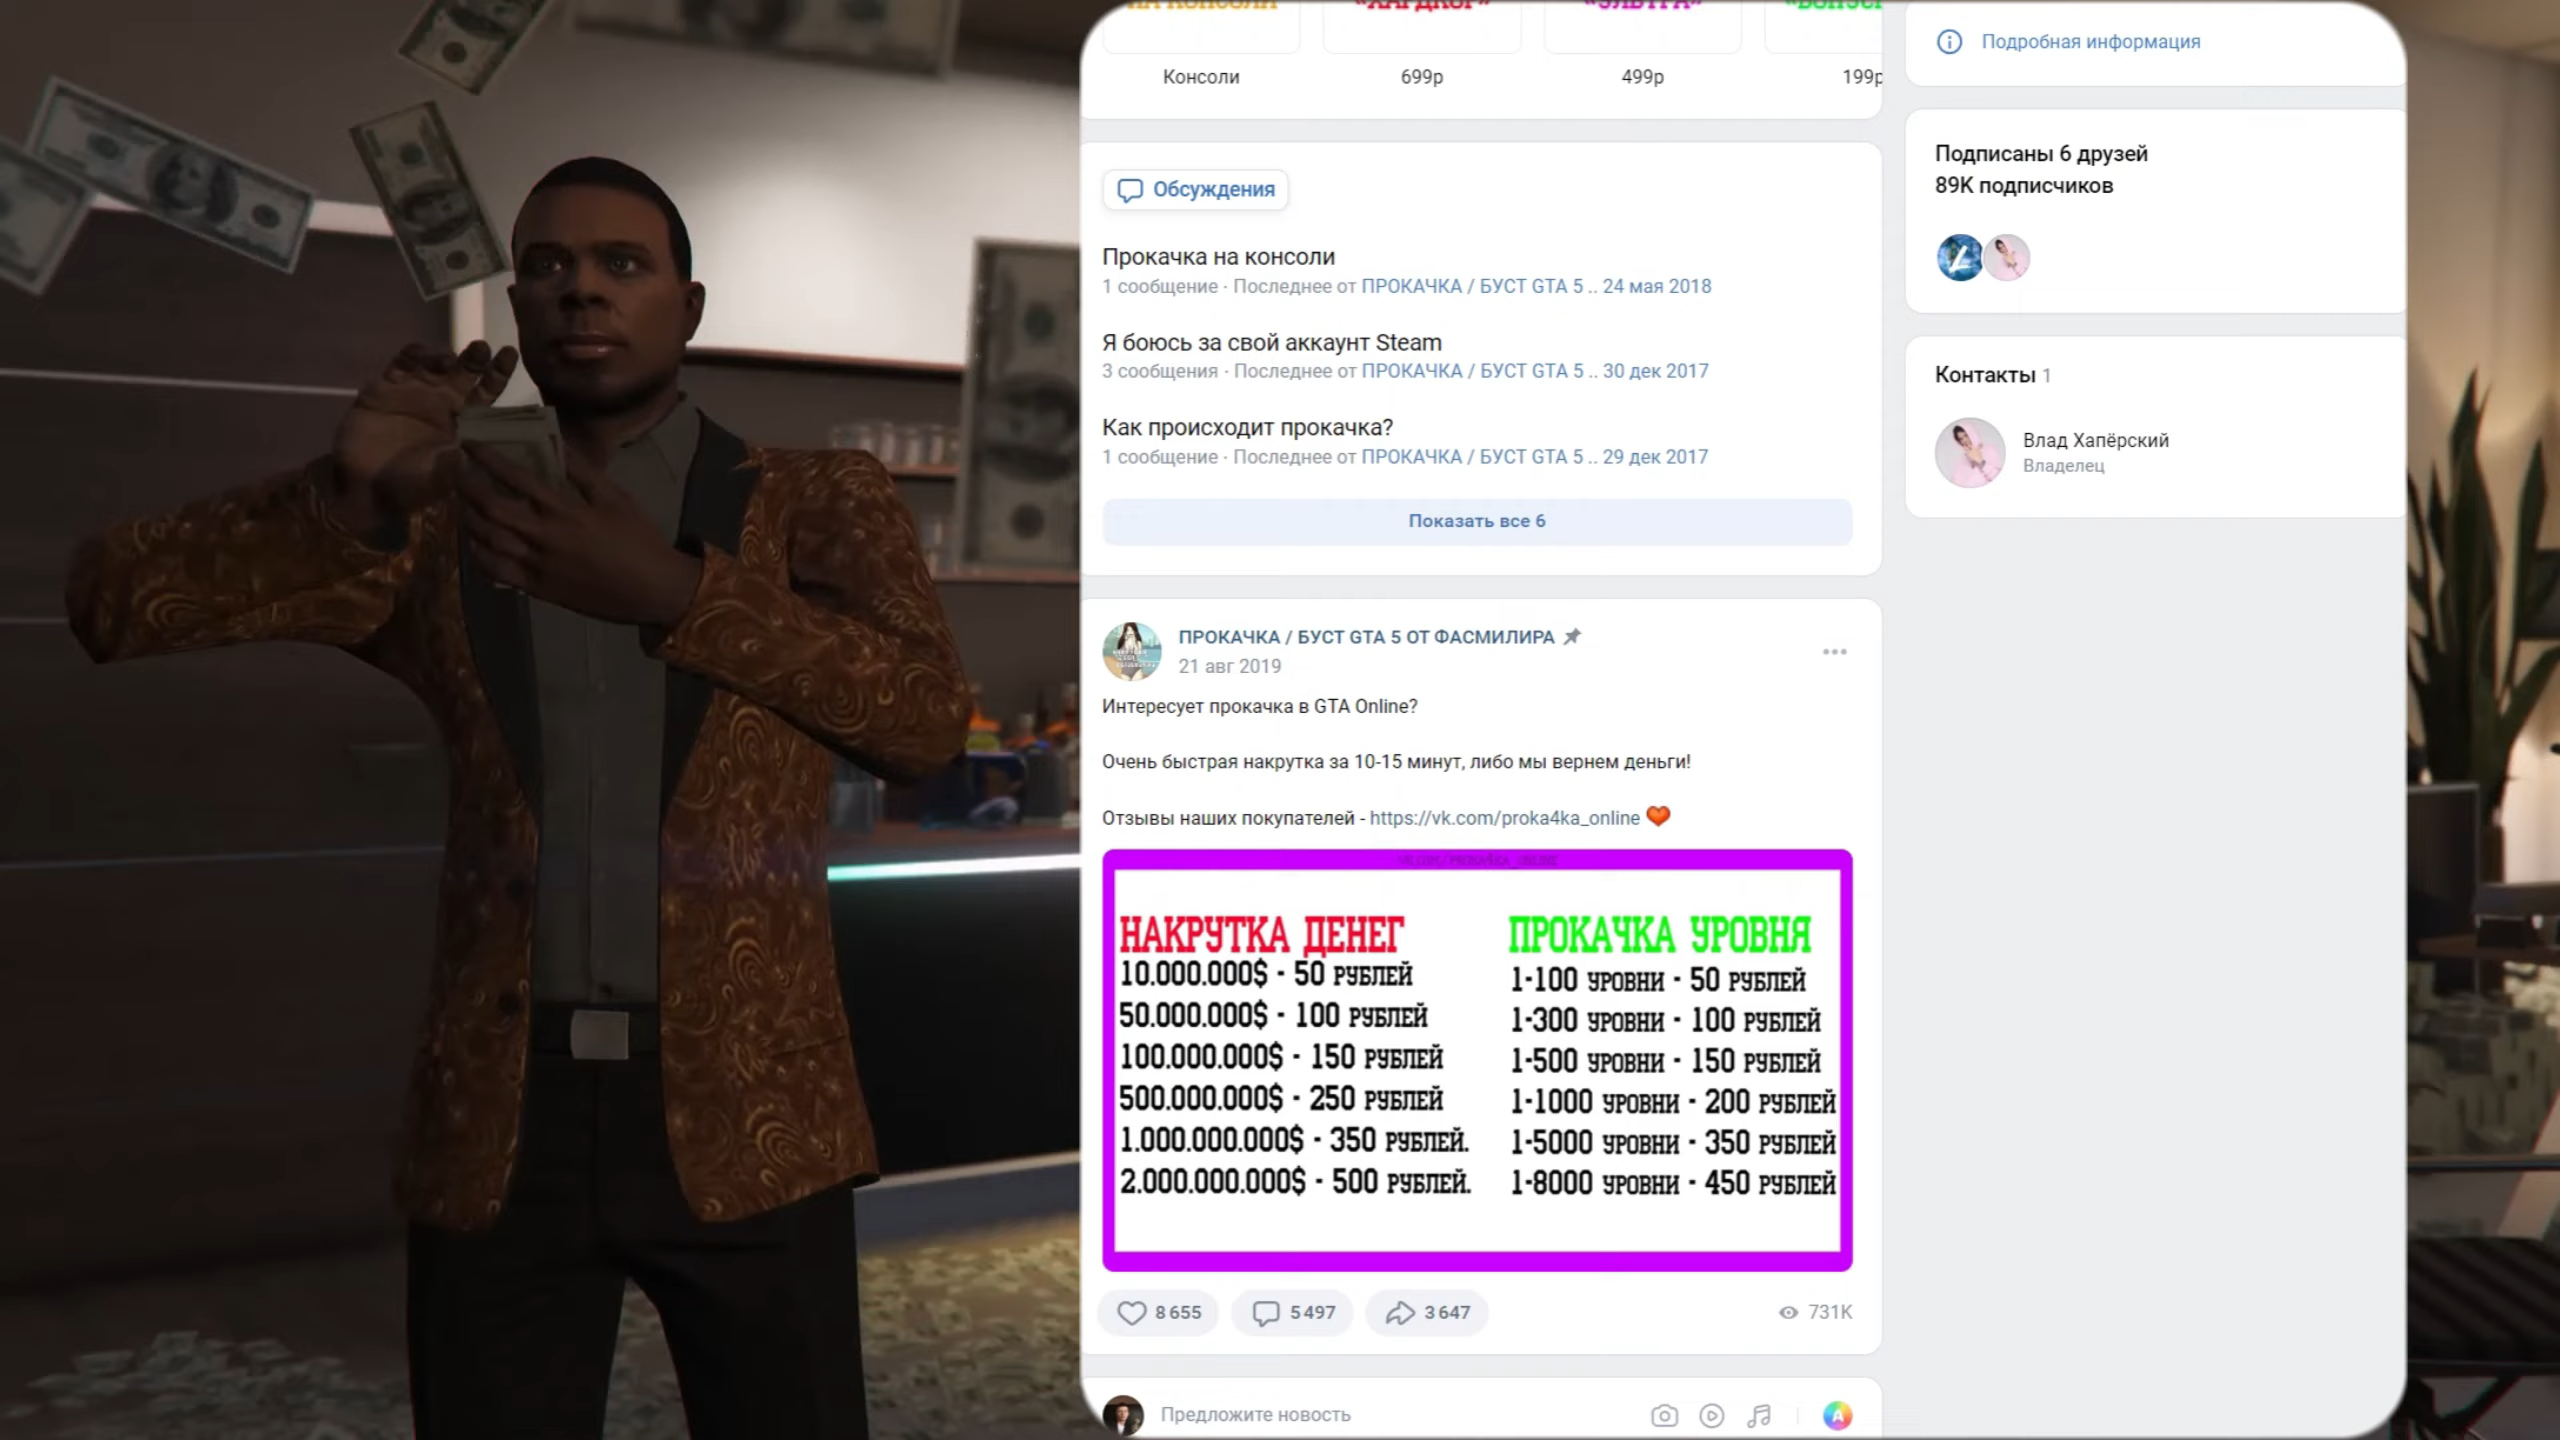 НА КОНСОЛИ
«ХАРДКОР»
«УЛЬТРА»
Консоли
699р
499р
199р
Обсуждения
Прокачка на консоли
1 сообщение · Последнее от ПРОКАЧКА / БУСТ GTA 5 .. 24 мая 2018
Я боюсь за свой аккаунт Steam
3 сообщения · Последнее от ПРОКАЧКА / БУСТ GTA 5 .. 30 дек 2017
Как происходит прокачка?
1 сообщение · Последнее от ПРОКАЧКА / БУСТ GTA 5 .. 29 дек 2017
Показать все 6
ПРОКАЧКА / БУСТ GTA 5 ОТ ФАСМИЛИРА
21 авг 2019
Интересует прокачка в GTA Online?
Очень быстрая накрутка за 10-15 минут, либо мы вернем деньги!
Отзывы наших покупателей - https://vk.com/proka4ka_online ❤
VK.COM/PROKA4KA_ONLINE
НАКРУТКА ДЕНЕГ
10.000.000$ - 50 РУБЛЕЙ
50.000.000$ - 100 РУБЛЕЙ
100.000.000$ - 150 РУБЛЕЙ
500.000.000$ - 250 РУБЛЕЙ
1.000.000.000$ - 350 РУБЛЕЙ.
2.000.000.000$ - 500 РУБЛЕЙ.
ПРОКАЧКА УРОВНЯ
1-100 УРОВНИ - 50 РУБЛЕЙ
1-300 УРОВНИ - 100 РУБЛЕЙ
1-500 УРОВНИ - 150 РУБЛЕЙ
1-1000 УРОВНИ - 200 РУБЛЕЙ
1-5000 УРОВНИ - 350 РУБЛЕЙ
1-8000 УРОВНИ - 450 РУБЛЕЙ
8 655
5 497
3 647
731K
Предложите новость
Подробная информация
Подписаны 6 друзей
89K подписчиков
Контакты 1
Влад Хапёрский
Владелец